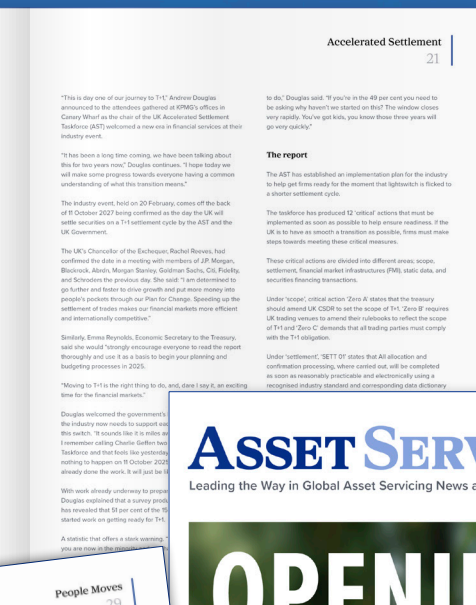 Accelerated Settlement
21
"This is day one of our journey to T+1," Andrew Douglas
announced to the attendees gathered at KPMG's offices in
Canary Wharf as the chair of the UK Accelerated Settlement
Taskforce (AST) welcomed a new era in financial services at their
industry event.
"It has been a long time coming, we have been talking about
this for two years now," Douglas continues. "I hope today we
will make some progress towards everyone having a common
understanding of what this transition means."
The industry event, held on 20 February, comes off the back
of 11 October 2027 being confirmed as the day the UK will
settle securities on a T+1 settlement cycle by the AST and the
UK Government.
The UK's Chancellor of the Exchequer, Rachel Reeves, had
confirmed the date in a meeting with members of J.P. Morgan,
Blackrock, Abrdn, Morgan Stanley, Goldman Sachs, Citi, Fidelity,
and Schroders the previous day. She said: "I am determined to
go further and faster to drive growth and put more money into
people's pockets through our Plan for Change. Speeding up the
settlement of trades makes our financial markets more efficient
and internationally competitive."
Similarly, Emma Reynolds, Economic Secretary to the Treasury,
said she would "strongly encourage everyone to read the report
thoroughly and use it as a basis to begin your planning and
budgeting processes in 2025.
"Moving to T+1 is the right thing to do, and, dare I say it, an exciting
time for the financial markets."
Douglas welcomed the government's
the industry now needs to support
this switch. "It sounds like it is miles
I remember calling Charlie Geffen two
Taskforce and that feels like yesterday
nothing to happen on 11 October 2027
already done the work. It will just be
With work already underway to
Douglas explained that a survey
has revealed that 51 per cent of the
started work on getting ready for T+1.
A statistic that offers a stark warning.
you are now in the minority
to do," Douglas said. "If you're in the 49 per cent you need to
be asking why haven't we started on this? The window closes
very rapidly. You've got kids, you know those three years will
go very quickly."
The report
The AST has established an implementation plan for the industry
to help get firms ready for the moment that lightswitch is flicked to
a shorter settlement cycle.
The taskforce has produced 12 'critical' actions that must be
implemented as soon as possible to help ensure readiness. If the
UK is to have as smooth a transition as possible, firms must make
steps towards meeting these critical measures.
These critical actions are divided into different areas; scope,
settlement, financial market infrastructures (FMI), static data, and
securities financing transactions.
Under 'scope', critical action 'Zero A' states that the treasury
should amend UK CSDR to set the scope of T+1. 'Zero B' requires
UK trading venues to amend their rulebooks to reflect the scope
of T+1 and 'Zero C' demands that all trading parties must comply
with the T+1 obligation.
Under 'settlement', 'SETT 01' states that All allocation and
confirmation processing, where carried out, will be completed
as soon as reasonably practicable and electronically using a
recognised industry standard and corresponding data dictionary
ASSET SERV
Leading the Way in Global Asset Servicing News
OPENI
People Moves
29